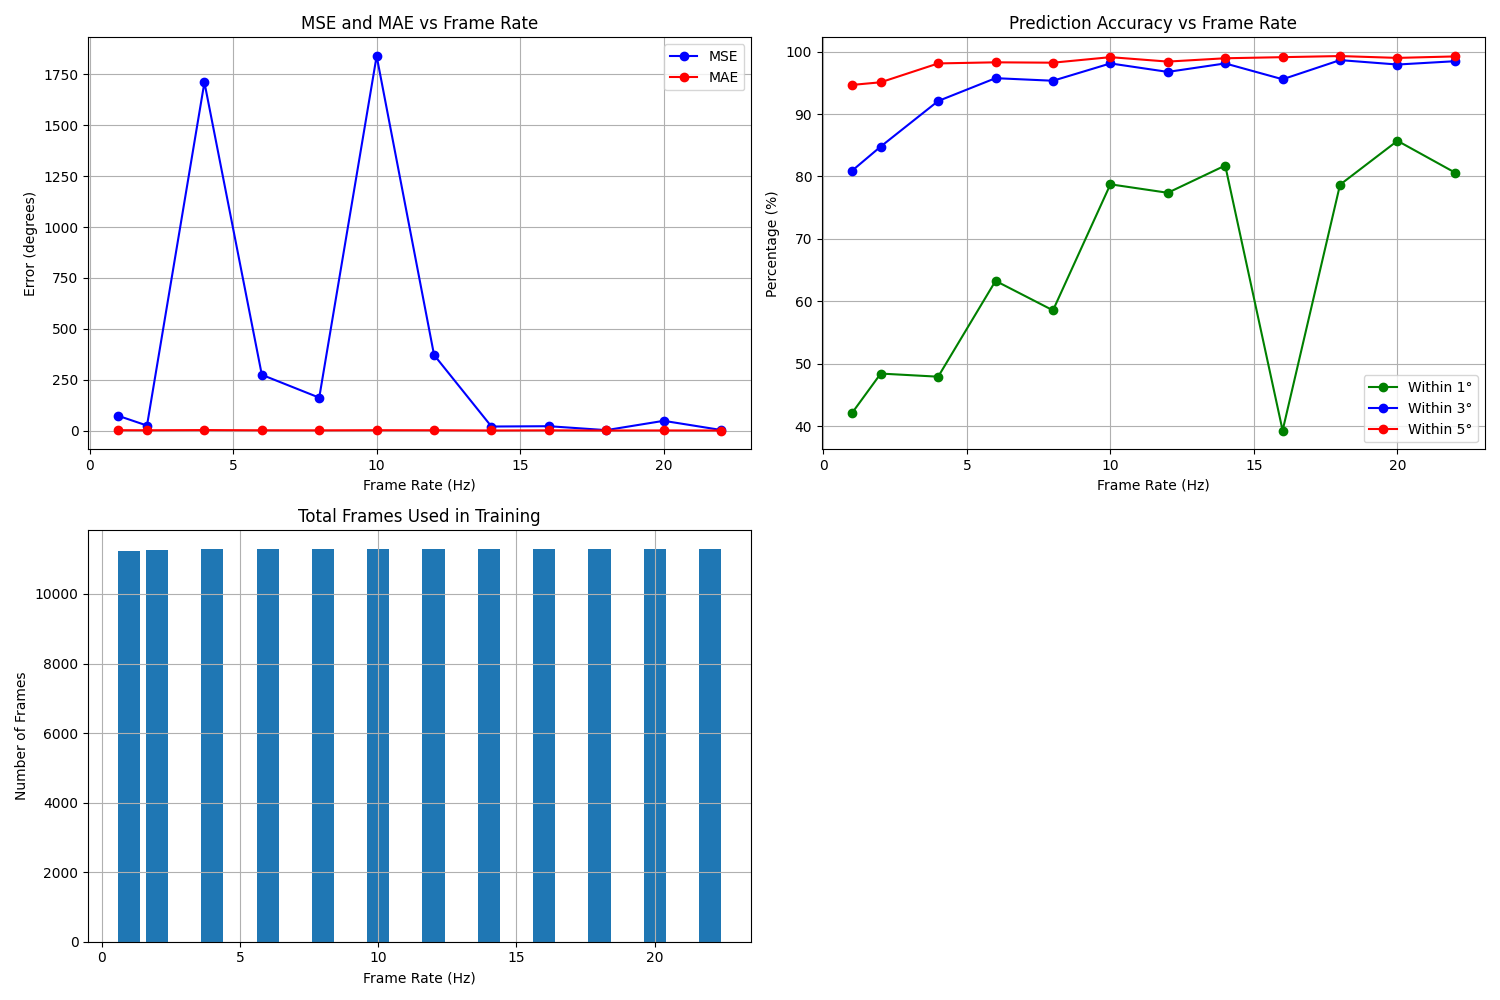 MSE and MAE vs Frame Rate
1750
1500
1250
1000
750
500
250
0
Error (degrees)
0 5 10 15 20
Frame Rate (Hz)
MSE
MAE
Prediction Accuracy vs Frame Rate
100
90
80
70
60
50
40
Percentage (%)
0 5 10 15 20
Frame Rate (Hz)
Within 1°
Within 3°
Within 5°
Total Frames Used in Training
10000
8000
6000
4000
2000
0
Number of Frames
0 5 10 15 20
Frame Rate (Hz)